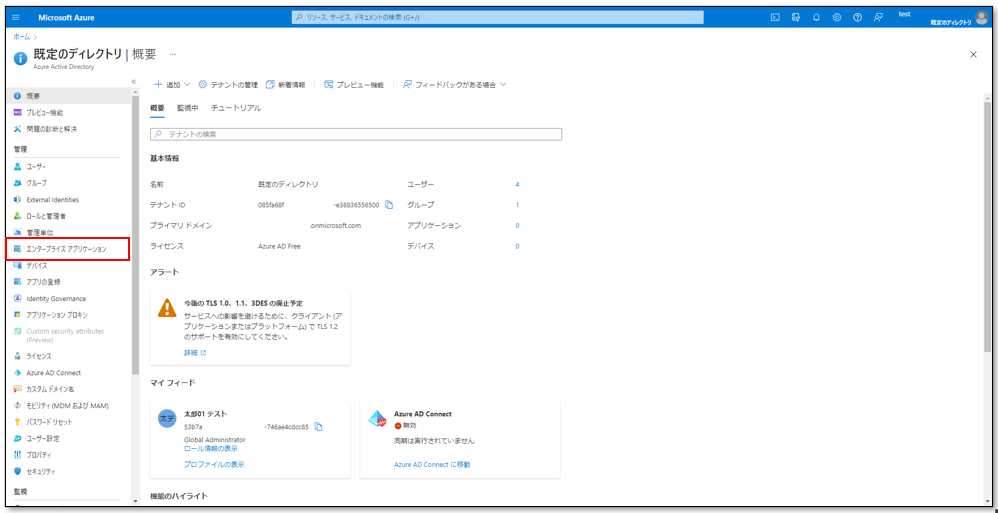 Microsoft Azure
リソース、サービス、ドキュメントの検索 (G+/)
test
既定のディレクトリ
ホーム >
既定のディレクトリ | 概要 …
Azure Active Directory
概要
プレビュー機能
問題の診断と解決
管理
ユーザー
グループ
External Identities
ロールと管理者
管理単位
エンタープライズ アプリケーション
デバイス
アプリの登録
Identity Governance
アプリケーション プロキシ
Custom security attributes
(Preview)
ライセンス
Azure AD Connect
カスタム ドメイン名
モビリティ (MDM および MAM)
パスワード リセット
ユーザー設定
プロパティ
セキュリティ
監視
追加
テナントの管理
新着情報
プレビュー機能
フィードバックがある場合
概要 監視中 チュートリアル
テナントの検索
基本情報
名前 既定のディレクトリ ユーザー 4
テナント ID 085fa68f -e38836556500 グループ 1
プライマリ ドメイン .onmicrosoft.com アプリケーション 0
ライセンス Azure AD Free デバイス 0
アラート
今後の TLS 1.0、1.1、3DES の廃止予定
サービスへの影響を避けるために、クライアント (ア
プリケーションまたはプラットフォーム) で TLS 1.2
のサポートを有効にしてください。
詳細
マイ フィード
太テ
太郎01 テスト
53b7a -746ae4cdcc85
Global Administrator
ロール情報の表示
プロファイルの表示
Azure AD Connect
無効
同期は実行されていません
Azure AD Connect に移動
機能のハイライト